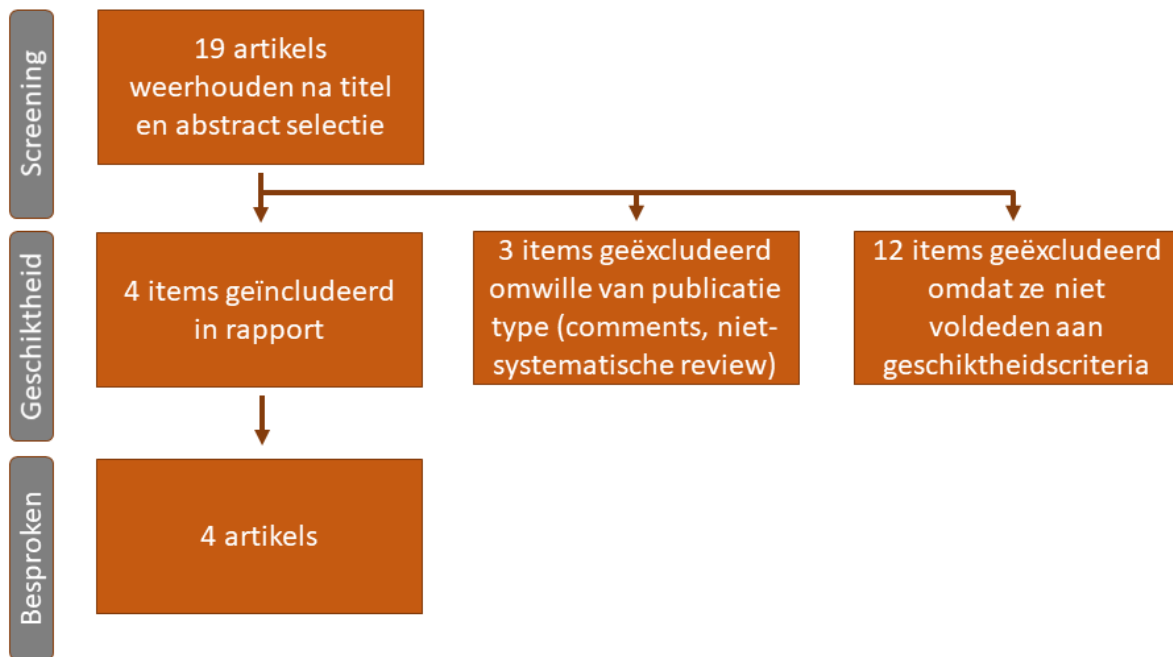 Screening
19 artikels
weerhouden na titel
en abstract selectie
Geschiktheid
4 items geïncludeerd
in rapport
3 items geëxcludeerd
omwille van publicatie
type (comments, niet-
systematische review)
12 items geëxcludeerd
omdat ze niet
voldeden aan
geschiktheidscriteria
Besproken
4 artikels